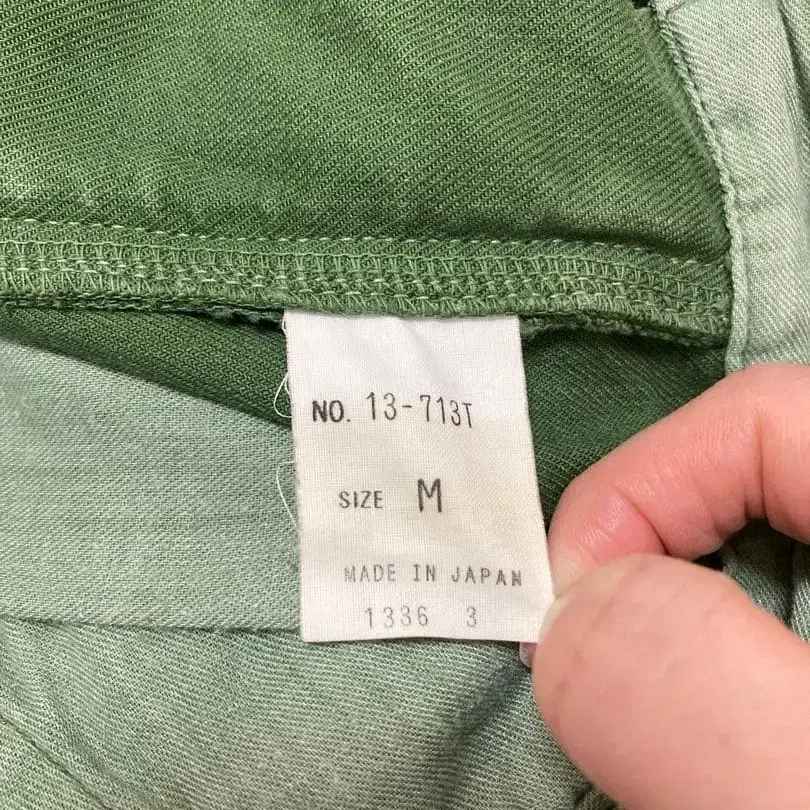 NO. 13-713T
SIZE M
MADE IN JAPAN
1336 3